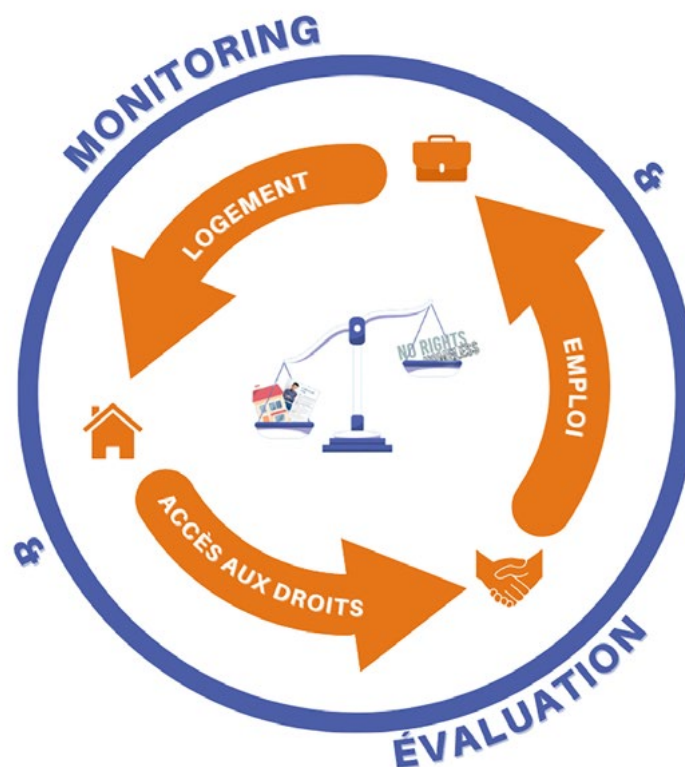 MONITORING
&
LOGEMENT
NO RIGHTS
EMPLOI
ACCÈS AUX DROITS
&
ÉVALUATION